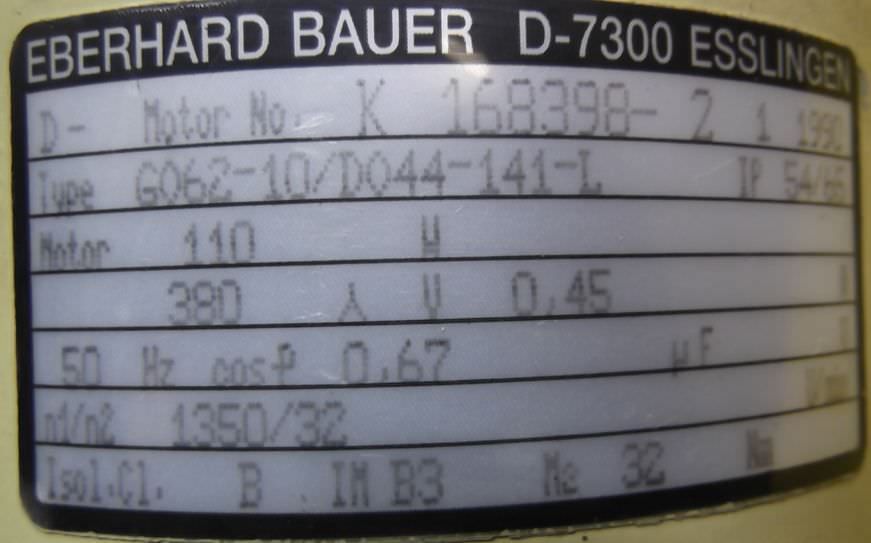 EBERHARD BAUER D-7300 ESSLINGEN
D- Motor No. K 168398- 2 1 1990
Type G062-10/D044-141-L IP 54/65
Motor 110 W
380 ⅄ V 0,45 A
50 Hz cosφ 0,67 µF V
n1/n2 1350/32 1/min
Isol.Cl. B IM B3 M2 32 Nm